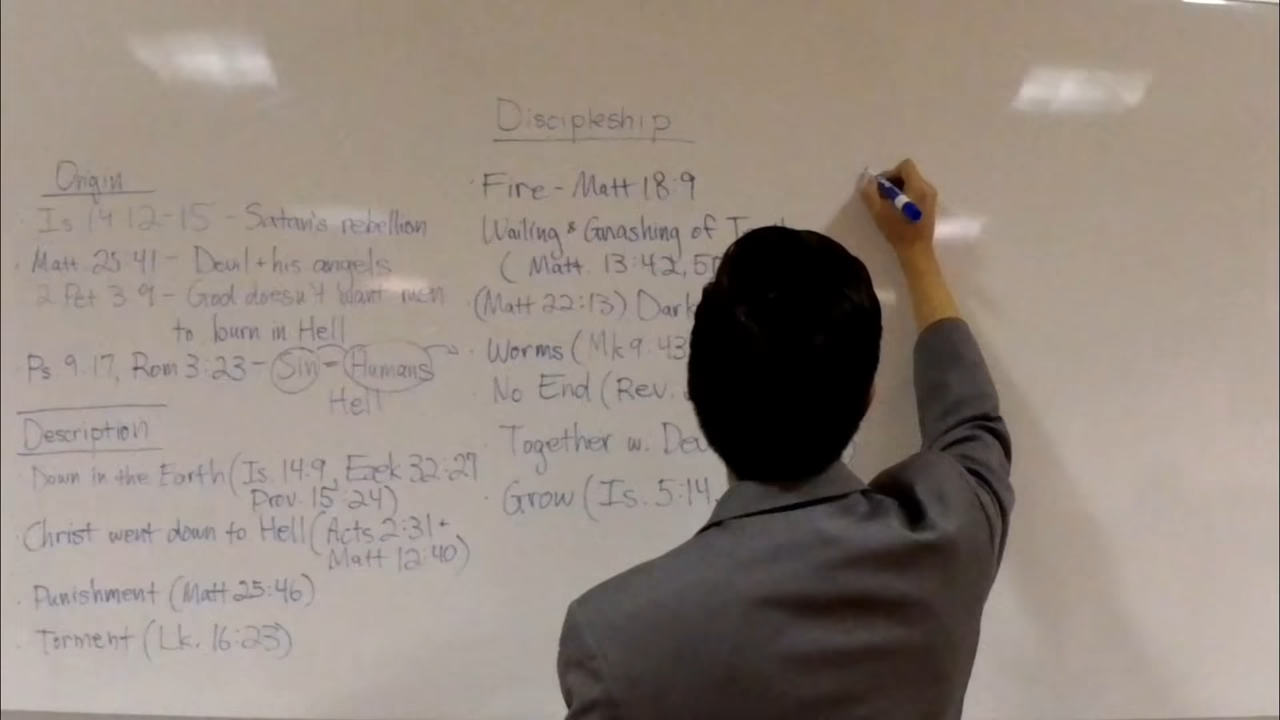 Discipleship
Origin
Is 14:12-15 - Satan's rebellion
Matt. 25:41 - Devil + his angels
2 Pet 3:9 - God doesn't want men
to burn in Hell
Ps. 9:17, Rom 3:23 - Sin - Humans
Hell
Description
Down in the Earth (Is. 14:9, Ezek 32:27
Prov. 15:24)
Christ went down to Hell (Acts 2:31+
Matt 12:40)
Punishment (Matt 25:46)
Torment (Lk. 16:23)
Fire - Matt 18:9
Wailing & Gnashing of
(Matt. 13:42,
(Matt 22:13) Dark
Worms (Mk 9:43
No End (Rev.
Together w.
Grow (Is. 5:14,